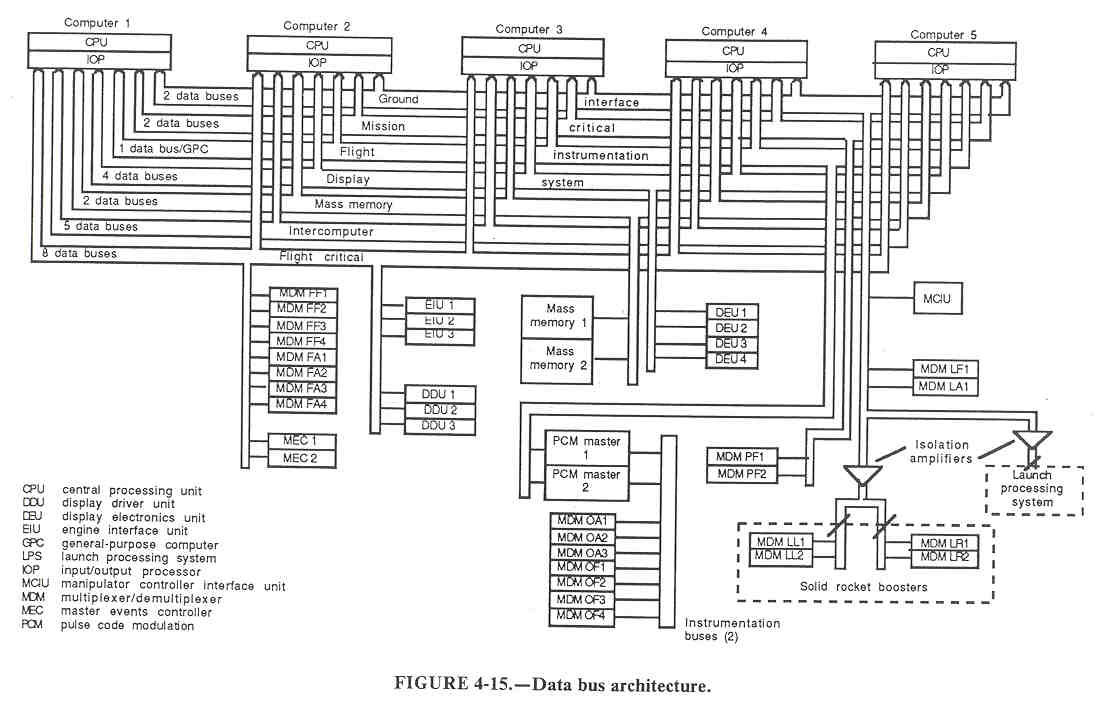 Computer 1
CPU
IOP
Computer 2
CPU
IOP
Computer 3
CPU
IOP
Computer 4
CPU
IOP
Computer 5
CPU
IOP
2 data buses
Ground interface
2 data buses
Mission critical
1 data bus/GPC
Flight instrumentation
4 data buses
Display system
2 data buses
Mass memory
5 data buses
Intercomputer
8 data buses
Flight critical
MDM FF1
MDM FF2
MDM FF3
MDM FF4
MDM FA1
MDM FA2
MDM FA3
MDM FA4
MEC 1
MEC 2
EIU 1
EIU 2
EIU 3
DDU 1
DDU 2
DDU 3
Mass
memory 1
Mass
memory 2
DEU 1
DEU 2
DEU 3
DEU 4
MCIU
MDM LF1
MDM LA1
PCM master
1
PCM master
2
MDM OA1
MDM OA2
MDM OA3
MDM OF1
MDM OF2
MDM OF3
MDM OF4
Instrumentation
buses (2)
MDM PF1
MDM PF2
Isolation
amplifiers
Launch
processing
system
MDM LL1
MDM LL2
MDM LR1
MDM LR2
Solid rocket boosters
CPU central processing unit
DDU display driver unit
DEU display electronics unit
EIU engine interface unit
GPC general-purpose computer
LPS launch processing system
IOP input/output processor
MCIU manipulator controller interface unit
MDM multiplexer/demultiplexer
MEC master events controller
PCM pulse code modulation
FIGURE 4-15.—Data bus architecture.